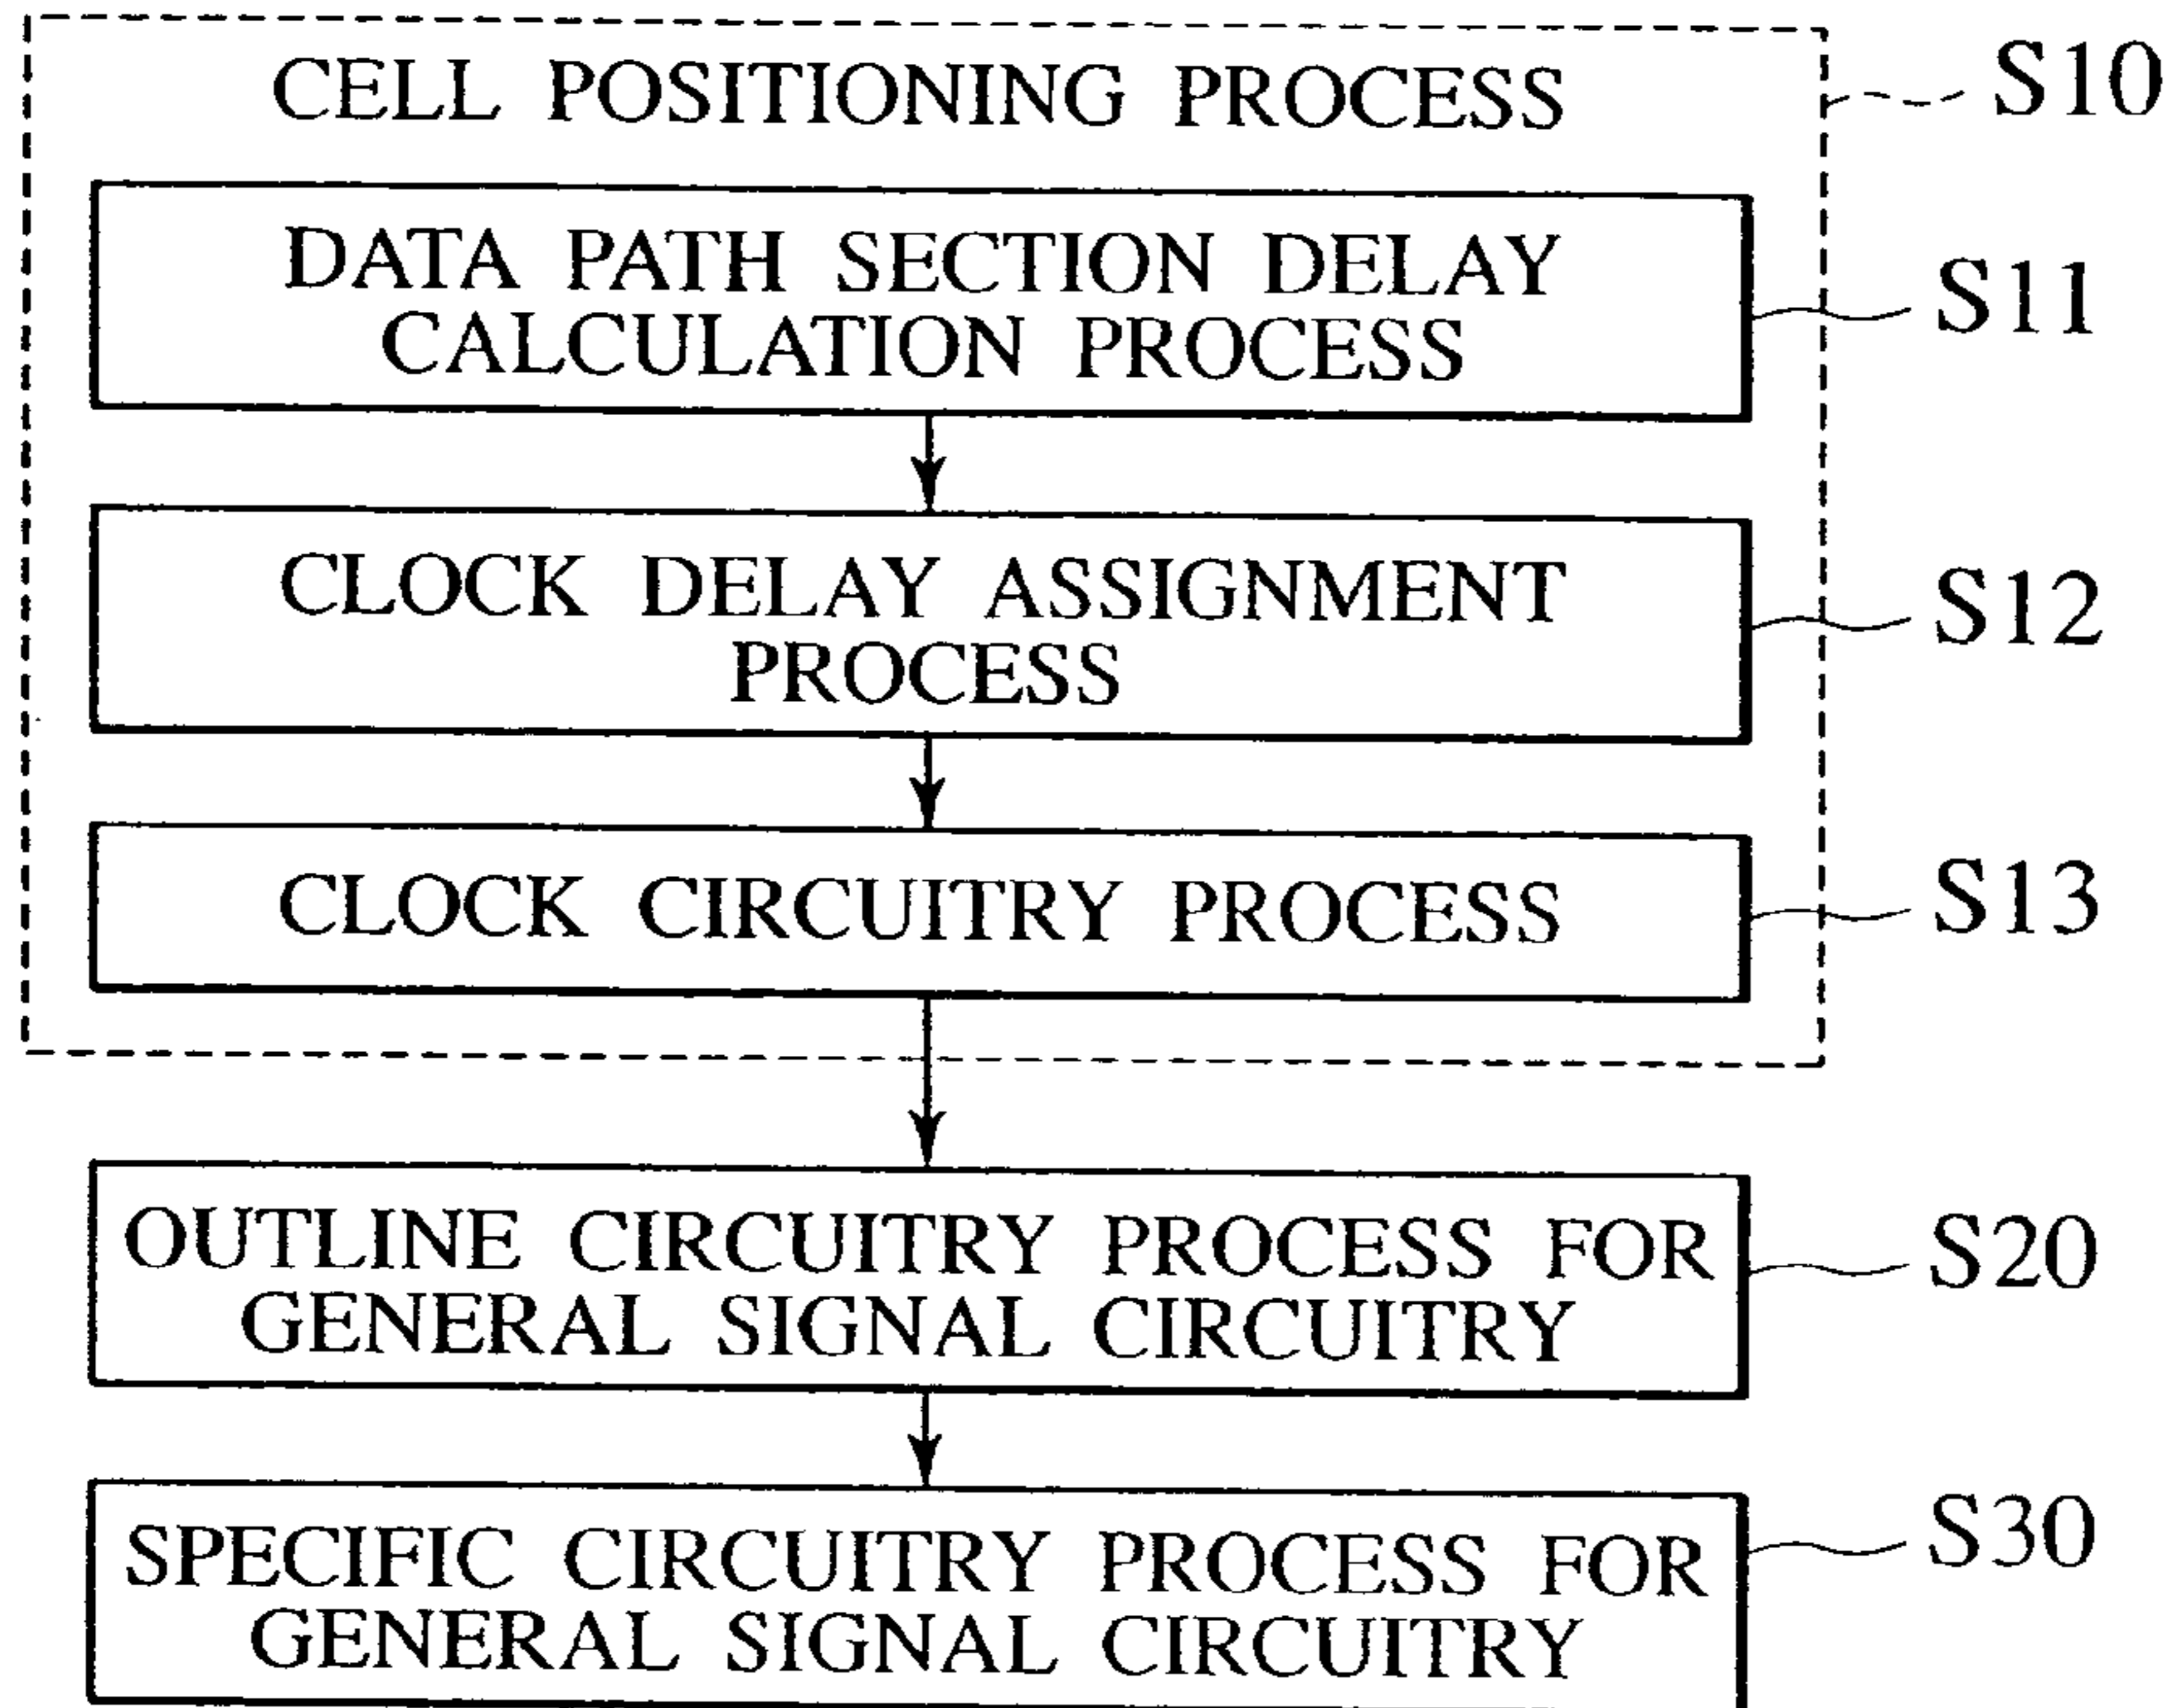 CELL POSITIONING PROCESS
S10
DATA PATH SECTION DELAY
CALCULATION PROCESS
S11
CLOCK DELAY ASSIGNMENT
PROCESS
S12
CLOCK CIRCUITRY PROCESS
S13
OUTLINE CIRCUITRY PROCESS FOR
GENERAL SIGNAL CIRCUITRY
S20
SPECIFIC CIRCUITRY PROCESS FOR
GENERAL SIGNAL CIRCUITRY
S30